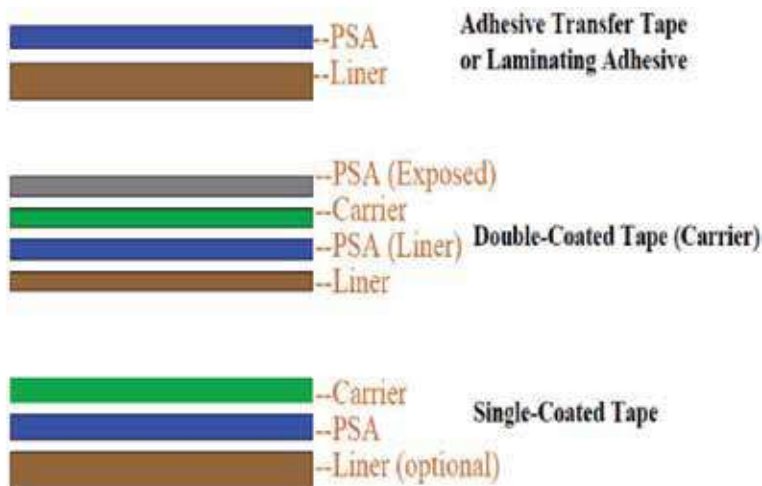 --PSA
Adhesive Transfer Tape
or Laminating Adhesive
--Liner
--PSA (Exposed)
--Carrier
--PSA (Liner)
Double-Coated Tape (Carrier)
--Liner
--Carrier
Single-Coated Tape
--PSA
--Liner (optional)